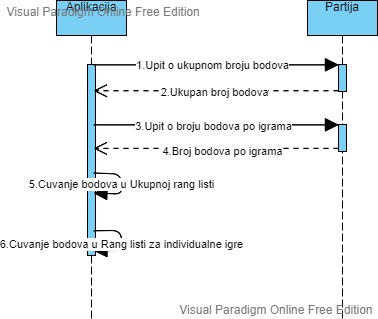 Visual Paradigm Online Free Edition
Aplikacija
Partija
1.Upit o ukupnom broju bodova
2.Ukupan broj bodova
3.Upit o broju bodova po igrama
4.Broj bodova po igrama
5.Cuvanje bodova u Ukupnoj rang listi
6.Cuvanje bodova u Rang listi za individualne igre
Visual Paradigm Online Free Edition